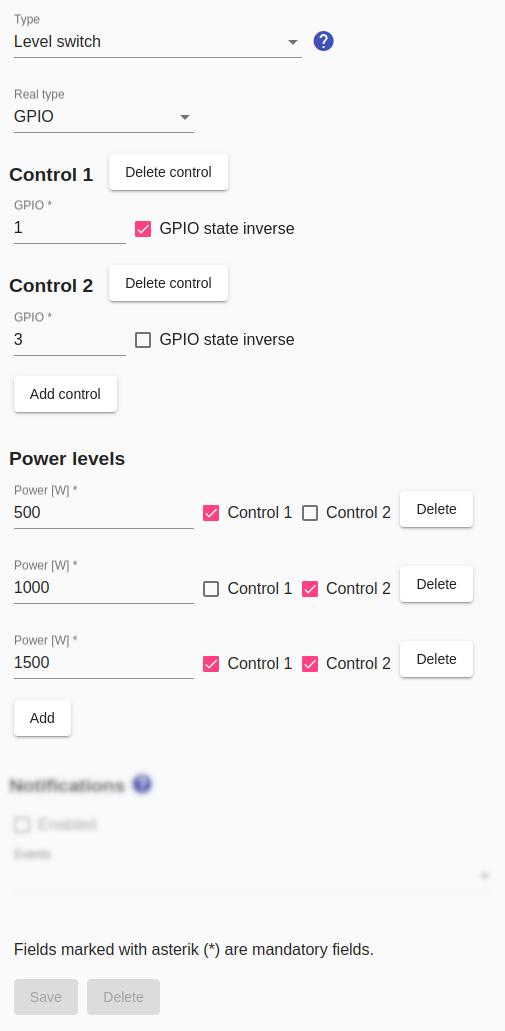 Type
Level switch
?
Real type
GPIO
Control 1 Delete control
GPIO *
1 GPIO state inverse
Control 2 Delete control
GPIO *
3 GPIO state inverse
Add control
Power levels
Power [W] *
500 Control 1 Control 2 Delete
Power [W] *
1000 Control 1 Control 2 Delete
Power [W] *
1500 Control 1 Control 2 Delete
Add
Notifications ?
Enabled
Events
Fields marked with asterik (*) are mandatory fields.
Save Delete